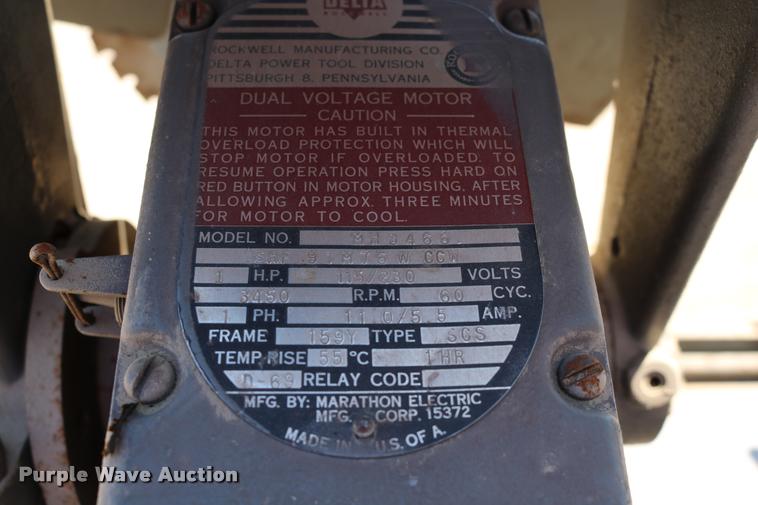 DELTA
ROCKWELL MANUFACTURING CO.
DELTA POWER TOOL DIVISION
PITTSBURGH 8, PENNSYLVANIA
DUAL VOLTAGE MOTOR
CAUTION
THIS MOTOR HAS BUILT IN THERMAL
OVERLOAD PROTECTION WHICH WILL
STOP MOTOR IF OVERLOADED. TO
RESUME OPERATION PRESS HARD ON
RED BUTTON IN MOTOR HOUSING. AFTER
ALLOWING APPROX. THREE MINUTES
FOR MOTOR TO COOL.
MODEL NO.
CCW
1 H.P. 115/230 VOLTS
3450 R.P.M. 60 CYC.
1 PH. 11.0/5.5 AMP.
FRAME 159Y TYPE SCS
TEMP RISE 55 °C 1HR
D-69 RELAY CODE
MFG. BY: MARATHON ELECTRIC
MFG. CORP. 15372
MADE IN U.S. OF A.
Purple Wave Auction